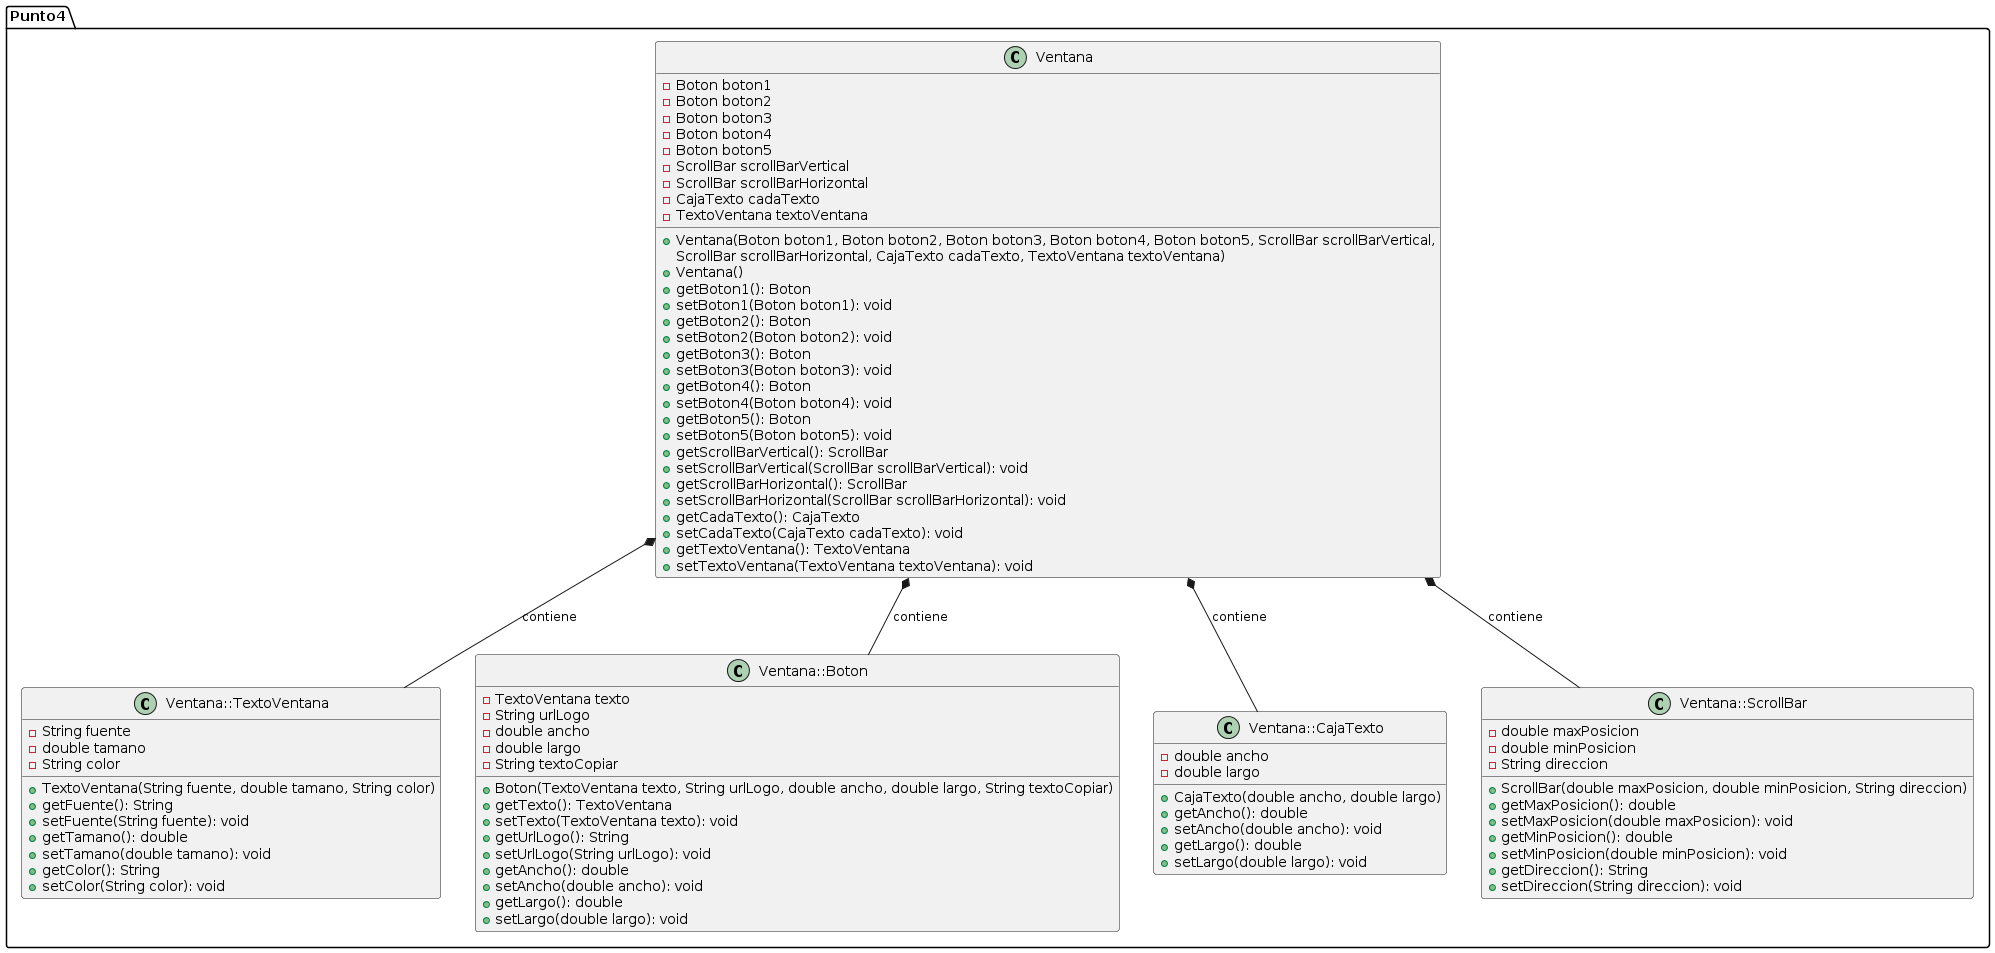 Punto4
C Ventana
Boton boton1
Boton boton2
Boton boton3
Boton boton4
Boton boton5
ScrollBar scrollBarVertical
ScrollBar scrollBarHorizontal
CajaTexto cadaTexto
TextoVentana textoVentana
Ventana(Boton boton1, Boton boton2, Boton boton3, Boton boton4, Boton boton5, ScrollBar scrollBarVertical,
ScrollBar scrollBarHorizontal, CajaTexto cadaTexto, TextoVentana textoVentana)
Ventana()
getBoton1(): Boton
setBoton1(Boton boton1): void
getBoton2(): Boton
setBoton2(Boton boton2): void
getBoton3(): Boton
setBoton3(Boton boton3): void
getBoton4(): Boton
setBoton4(Boton boton4): void
getBoton5(): Boton
setBoton5(Boton boton5): void
getScrollBarVertical(): ScrollBar
setScrollBarVertical(ScrollBar scrollBarVertical): void
getScrollBarHorizontal(): ScrollBar
setScrollBarHorizontal(ScrollBar scrollBarHorizontal): void
getCadaTexto(): CajaTexto
setCadaTexto(CajaTexto cadaTexto): void
getTextoVentana(): TextoVentana
setTextoVentana(TextoVentana textoVentana): void
contiene
contiene
contiene
contiene
C Ventana::TextoVentana
String fuente
double tamano
String color
TextoVentana(String fuente, double tamano, String color)
getFuente(): String
setFuente(String fuente): void
getTamano(): double
setTamano(double tamano): void
getColor(): String
setColor(String color): void
C Ventana::Boton
TextoVentana texto
String urlLogo
double ancho
double largo
String textoCopiar
Boton(TextoVentana texto, String urlLogo, double ancho, double largo, String textoCopiar)
getTexto(): TextoVentana
setTexto(TextoVentana texto): void
getUrlLogo(): String
setUrlLogo(String urlLogo): void
getAncho(): double
setAncho(double ancho): void
getLargo(): double
setLargo(double largo): void
C Ventana::CajaTexto
double ancho
double largo
CajaTexto(double ancho, double largo)
getAncho(): double
setAncho(double ancho): void
getLargo(): double
setLargo(double largo): void
C Ventana::ScrollBar
double maxPosicion
double minPosicion
String direccion
ScrollBar(double maxPosicion, double minPosicion, String direccion)
getMaxPosicion(): double
setMaxPosicion(double maxPosicion): void
getMinPosicion(): double
setMinPosicion(double minPosicion): void
getDireccion(): String
setDireccion(String direccion): void